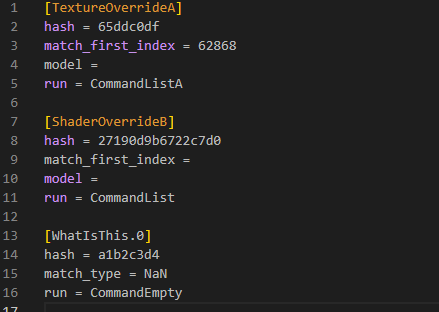 1 [TextureOverrideA]
2 hash = 65ddc0df
3 match_first_index = 62868
4 model =
5 run = CommandListA
6
7 [ShaderOverrideB]
8 hash = 27190d9b6722c7d0
9 match_first_index =
10 model =
11 run = CommandList
12
13 [WhatIsThis.0]
14 hash = a1b2c3d4
15 match_type = NaN
16 run = CommandEmpty
17